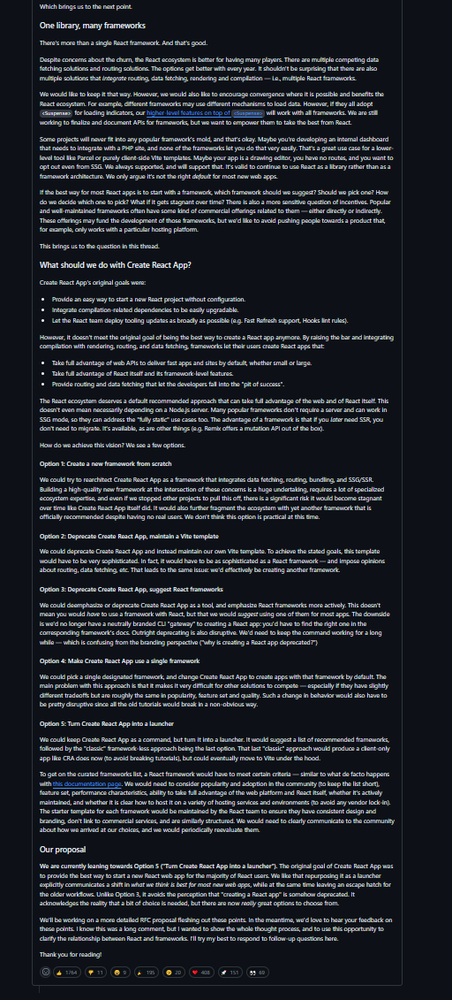 Which brings us to the next point.
One library, many frameworks
There's more than a single React framework. And that's good.
Despite concerns about the churn, the React ecosystem is better for having many players. There are multiple competing data
fetching solutions and routing solutions. The options get better with every year. It shouldn't be surprising that there are also
multiple solutions that integrate routing, data fetching, rendering and compilation — i.e., multiple React frameworks.
We would like to keep it that way. However, we would also like to encourage convergence where it is possible and benefits the
React ecosystem. For example, different frameworks may use different mechanisms to load data. However, if they all adopt
<Suspense> for loading indicators, our higher-level features on top of <Suspense> will work with all frameworks. We are still
working to finalize and document APIs for frameworks, but we want to empower them to take the best from React.
Some projects will never fit into any popular framework's mold, and that's okay. Maybe you're developing an internal dashboard
that needs to integrate with a PHP site, and none of the frameworks let you do that very easily. That's a great use case for a lower-
level tool like Parcel or purely client-side Vite templates. Maybe your app is a drawing editor, you have no routes, and you want to
opt out even from SSG. We always supported, and will support that. It's valid to continue to use React as a library rather than as a
framework architecture. We only argue it's not the right default for most new web apps.
If the best way for most React apps is to start with a framework, which framework should we suggest? Should we pick one? How
do we decide which one to pick? What if it gets stagnant over time? There is also a more sensitive question of incentives. Popular
and well-maintained frameworks often have some kind of commercial offerings related to them — either directly or indirectly.
These offerings may fund the development of those frameworks, but we'd like to avoid pushing people towards a product that,
for example, only works with a particular hosting platform.
This brings us to the question in this thread.
What should we do with Create React App?
Create React App's original goals were:
• Provide an easy way to start a new React project without configuration.
• Integrate compilation-related dependencies to be easily upgradable.
• Let the React team deploy tooling updates as broadly as possible (e.g. Fast Refresh support, Hooks lint rules).
However, it doesn't meet the original goal of being the best way to create a React app anymore. By raising the bar and integrating
compilation with rendering, routing, and data fetching, frameworks let their users create React apps that:
• Take full advantage of web APIs to deliver fast apps and sites by default, whether small or large.
• Take full advantage of React itself and its framework-level features.
• Provide routing and data fetching that let the developers fall into the "pit of success".
The React ecosystem deserves a default recommended approach that can take full advantage of the web and of React itself. This
doesn't even mean necessarily depending on a Node.js server. Many popular frameworks don't require a server and can work in
SSG mode, so they can address the "fully static" use cases too. The advantage of a framework is that if you later need SSR, you
don't need to migrate. It's available, as are other things (e.g. Remix offers a mutation API out of the box).
How do we achieve this vision? We see a few options.
Option 1: Create a new framework from scratch
We could try to rearchitect Create React App as a framework that integrates data fetching, routing, bundling, and SSG/SSR.
Building a high-quality new framework at the intersection of these concerns is a huge undertaking, requires a lot of specialized
ecosystem expertise, and even if we stopped other projects to pull this off, there is a significant risk it would become stagnant
over time like Create React App itself did. It would also further fragment the ecosystem with yet another framework that is
officially recommended despite having no real users. We don't think this option is practical at this time.
Option 2: Deprecate Create React App, maintain a Vite template
We could deprecate Create React App and instead maintain our own Vite template. To achieve the stated goals, this template
would have to be very sophisticated. In fact, it would have to be as sophisticated as a React framework — and impose opinions
about routing, data fetching, etc. That leads to the same issue: we'd effectively be creating another framework.
Option 3: Deprecate Create React App, suggest React frameworks
We could deemphasize or deprecate Create React App as a tool, and emphasize React frameworks more actively. This doesn't
mean you would have to use a framework with React, but that we would suggest using one of them for most apps. The downside
is we'd no longer have a neutrally branded CLI "gateway" to creating a React app: you'd have to find the right one in the
corresponding framework's docs. Outright deprecating is also disruptive. We'd need to keep the command working for a long
while — which is confusing from the branding perspective ("why is creating a React app deprecated?")
Option 4: Make Create React App use a single framework
We could pick a single designated framework, and change Create React App to create apps with that framework by default. The
main problem with this approach is that it makes it very difficult for other solutions to compete — especially if they have slightly
different tradeoffs but are roughly the same in popularity, feature set and quality. Such a change in behavior would also have to
be pretty disruptive since all the old tutorials would break in a non-obvious way.
Option 5: Turn Create React App into a launcher
We could keep Create React App as a command, but turn it into a launcher. It would suggest a list of recommended frameworks,
followed by the "classic" framework-less approach being the last option. That last "classic" approach would produce a client-only
app like CRA does now (to avoid breaking tutorials), but could eventually move to Vite under the hood.
To get on the curated frameworks list, a React framework would have to meet certain criteria — similar to what de facto happens
with this documentation page. We would need to consider popularity and adoption in the community (to keep the list short),
feature set, performance characteristics, ability to take full advantage of the web platform and React itself, whether it's actively
maintained, and whether it is clear how to host it on a variety of hosting services and environments (to avoid any vendor lock-in).
The starter template for each framework would be maintained by the React team to ensure they have consistent design and
branding, don't link to commercial services, and are similarly structured. We would need to clearly communicate to the community
about how we arrived at our choices, and we would periodically reevaluate them.
Our proposal
We are currently leaning towards Option 5 ("Turn Create React App into a launcher"). The original goal of Create React App was
to provide the best way to start a new React web app for the majority of React users. We like that repurposing it as a launcher
explicitly communicates a shift in what we think is best for most new web apps, while at the same time leaving an escape hatch for
the older workflows. Unlike Option 3, it avoids the perception that "creating a React app" is somehow deprecated. It
acknowledges the reality that a bit of choice is needed, but there are now really great options to choose from.
We'll be working on a more detailed RFC proposal fleshing out these points. In the meantime, we'd love to hear your feedback on
these points. I know this was a long comment, but I wanted to show the whole thought process, and to use this opportunity to
clarify the relationship between React and frameworks. I'll try my best to respond to follow-up questions here.
Thank you for reading!
👍 1764 👎 11 😄 9 🎉 195 😕 20 ❤️ 408 🚀 151 👀 69